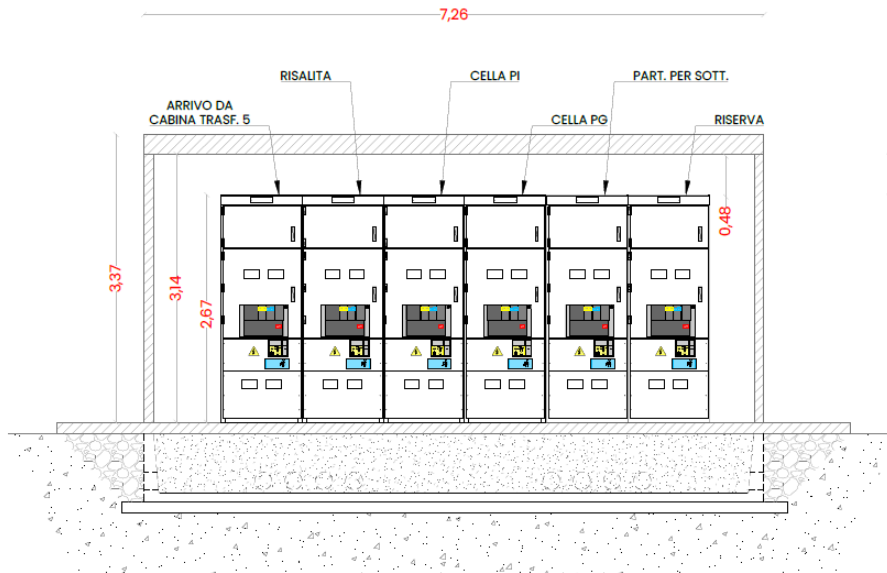 7,26
RISALITA
CELLA PI
PART. PER SOTT.
ARRIVO DA
CABINA TRASF. 5
CELLA PG
RISERVA
3,37
3,14
2,67
0,48